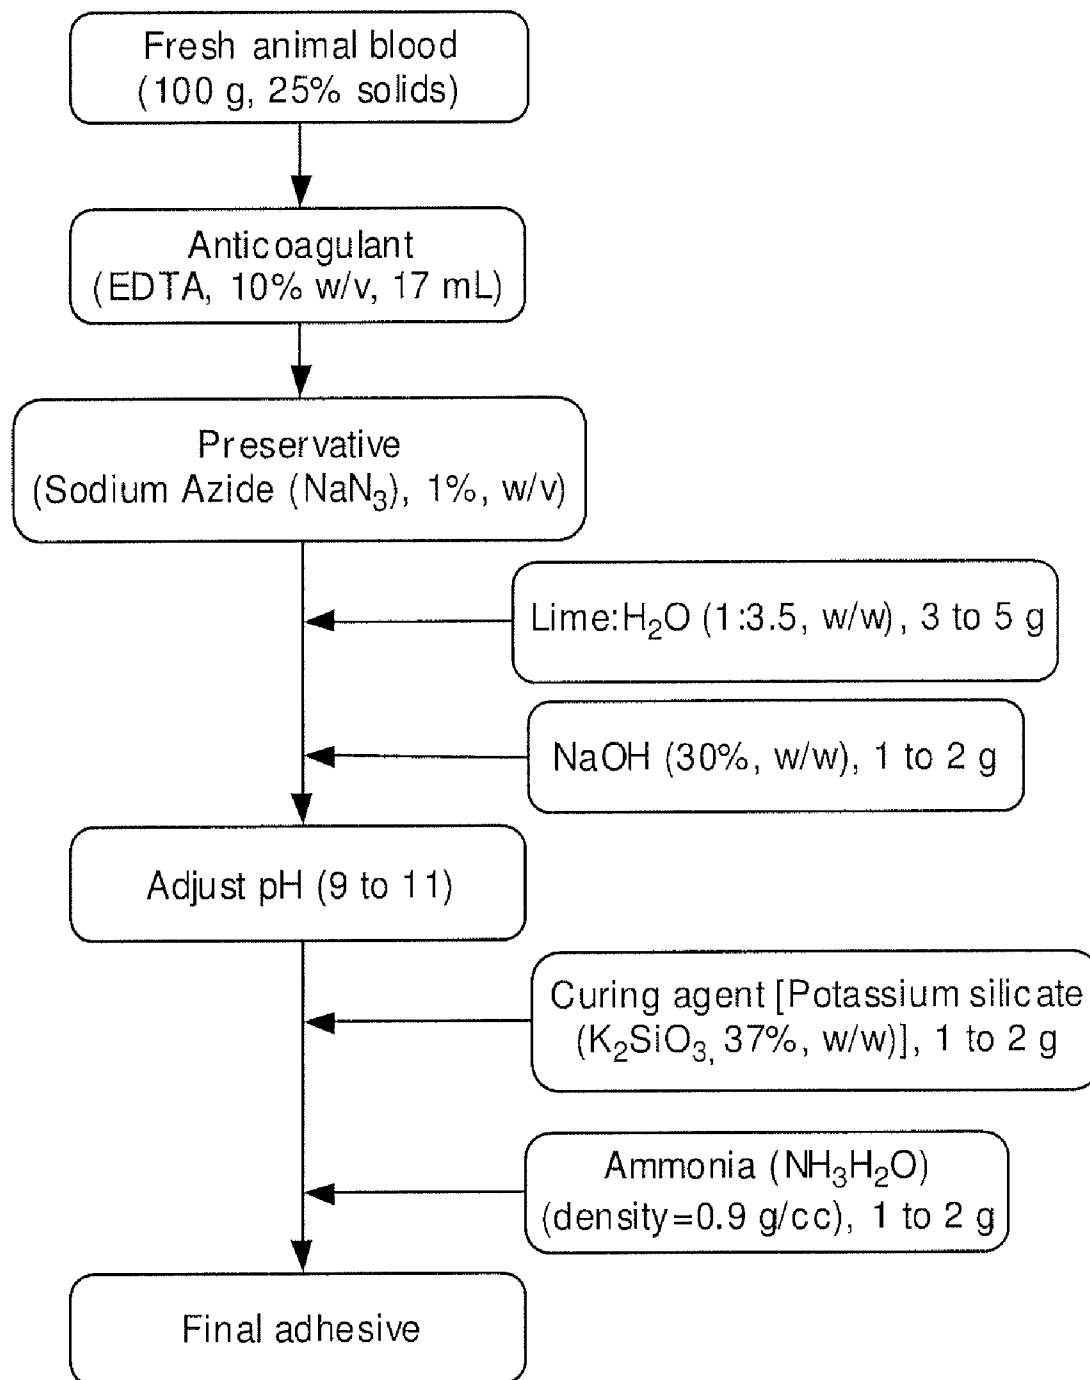 Fresh animal blood
(100 g, 25% solids)
Anticoagulant
(EDTA, 10% w/v, 17 mL)
Preservative
(Sodium Azide (NaN₃), 1%, w/v)
Lime:H₂O (1:3.5, w/w), 3 to 5 g
NaOH (30%, w/w), 1 to 2 g
Adjust pH (9 to 11)
Curing agent [Potassium silicate
(K₂SiO₃, 37%, w/w)], 1 to 2 g
Ammonia (NH₃H₂O)
(density=0.9 g/cc), 1 to 2 g
Final adhesive